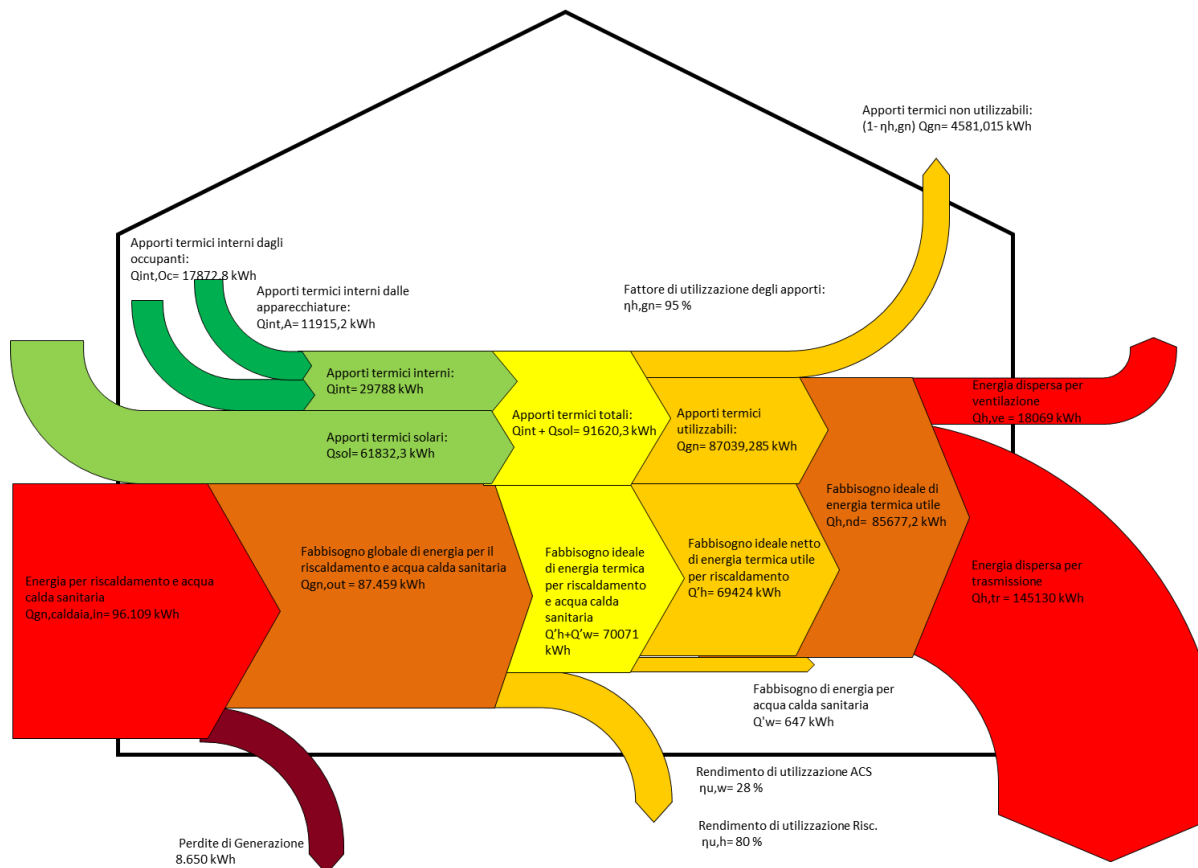 Apporti termici non utilizzabili:
(1- ηh,gn) Qgn= 4581,015 kWh
Apporti termici interni dagli
occupanti:
Qint,Oc= 17872,8 kWh
Apporti termici interni dalle
apparecchiature:
Qint,A= 11915,2 kWh
Fattore di utilizzazione degli apporti:
ηh,gn= 95 %
Apporti termici interni:
Qint= 29788 kWh
Apporti termici solari:
Qsol= 61832,3 kWh
Apporti termici totali:
Qint + Qsol= 91620,3 kWh
Apporti termici
utilizzabili:
Qgn= 87039,285 kWh
Energia dispersa per
ventilazione
Qh,ve = 18069 kWh
Fabbisogno ideale di
energia termica utile
Qh,nd= 85677,2 kWh
Energia per riscaldamento e acqua
calda sanitaria
Qgn,caldaia,in= 96.109 kWh
Fabbisogno globale di energia per il
riscaldamento e acqua calda sanitaria
Qgn,out = 87.459 kWh
Fabbisogno ideale
di energia termica
per riscaldamento
e acqua calda
sanitaria
Q’h+Q’w= 70071
kWh
Fabbisogno ideale netto
di energia termica utile
per riscaldamento
Q’h= 69424 kWh
Energia dispersa per
trasmissione
Qh,tr = 145130 kWh
Fabbisogno di energia per
acqua calda sanitaria
Q'w= 647 kWh
Rendimento di utilizzazione ACS
ηu,w= 28 %
Rendimento di utilizzazione Risc.
ηu,h= 80 %
Perdite di Generazione
8.650 kWh